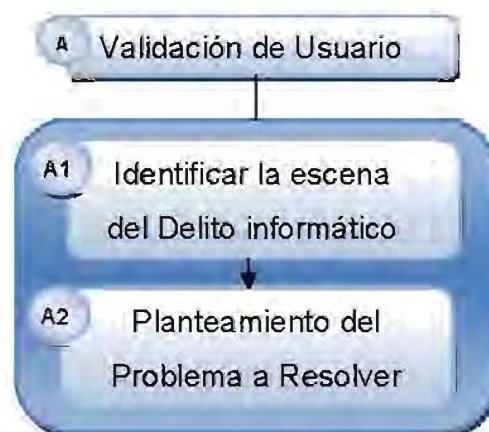 A Validación de Usuario
A1 Identificar la escena
del Delito informático
A2 Planteamiento del
Problema a Resolver